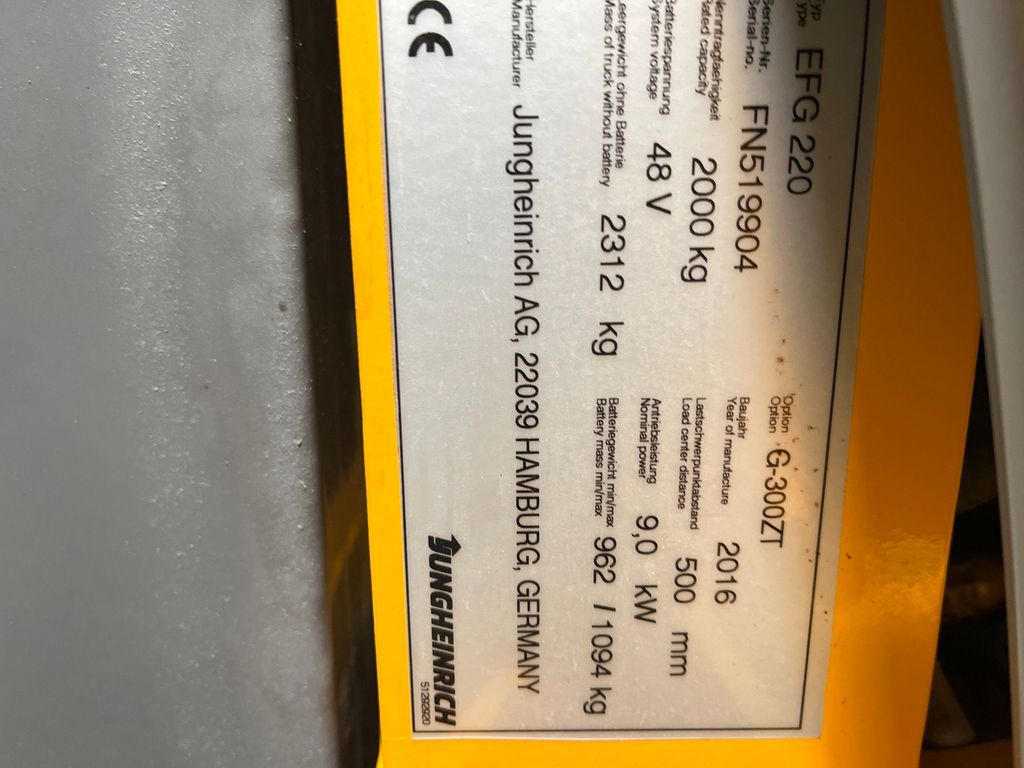 Typ EFG 220 Option G-300ZT
Type Option
Serien-Nr. FN519904 Baujahr 2016
Serial-no. Year of manufacture
Nenntragfaehigkeit 2000 kg Lastschwerpunktabstand 500 mm
Rated capacity Load center distance
Batteriespannung 48 V Antriebsleistung 9,0 kW
System voltage Nominal power
Leergewicht ohne Batterie 2312 kg Batteriegewicht min/max 962 / 1094 kg
Mass of truck without battery Battery mass min/max
Hersteller Jungheinrich AG, 22039 HAMBURG, GERMANY
Manufacturer
CE JUNGHEINRICH
51292920